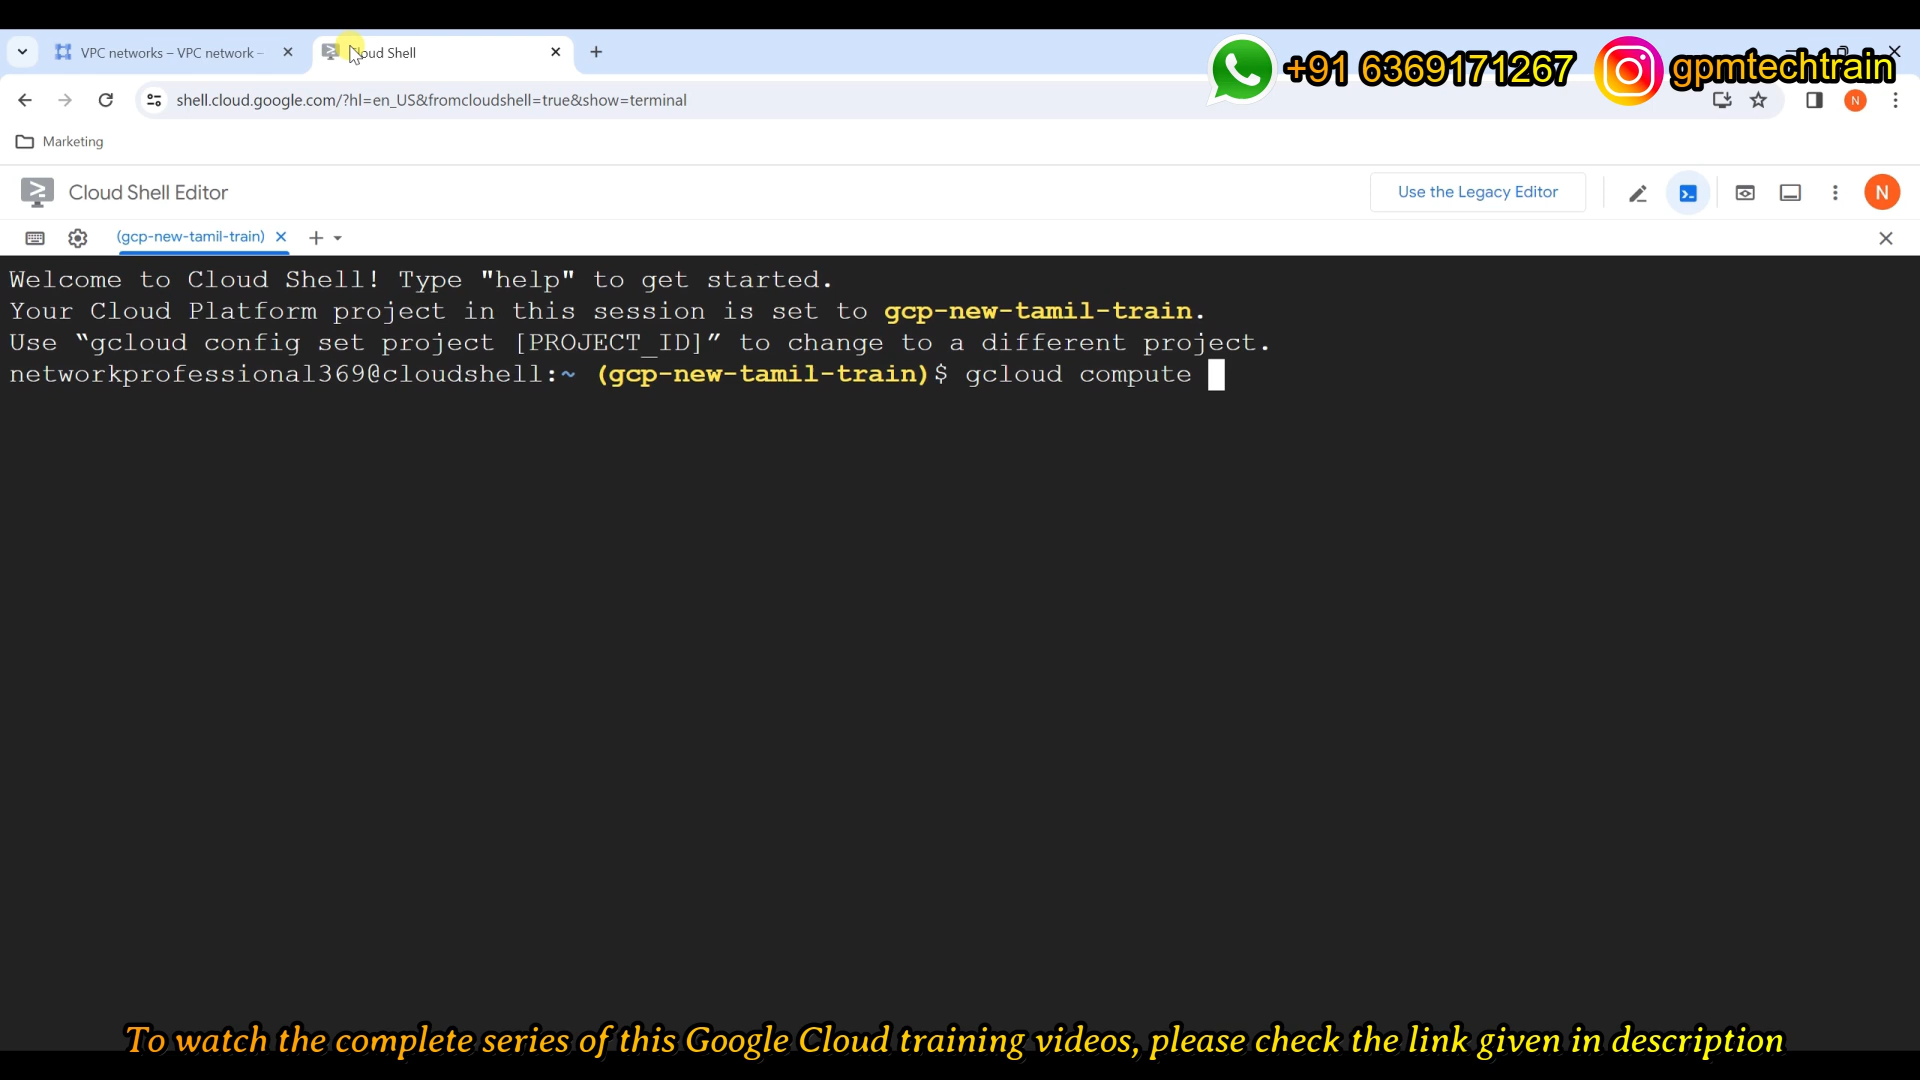 VPC networks – VPC network –
Cloud Shell
+91 6369171267
gpmtechtrain
shell.cloud.google.com/?hl=en_US&fromcloudshell=true&show=terminal
N
Marketing
Cloud Shell Editor
Use the Legacy Editor
N
(gcp-new-tamil-train)
Welcome to Cloud Shell! Type "help" to get started.
Your Cloud Platform project in this session is set to gcp-new-tamil-train.
Use “gcloud config set project [PROJECT_ID]” to change to a different project.
networkprofessional369@cloudshell:~ (gcp-new-tamil-train)$ gcloud compute
To watch the complete series of this Google Cloud training videos, please check the link given in description